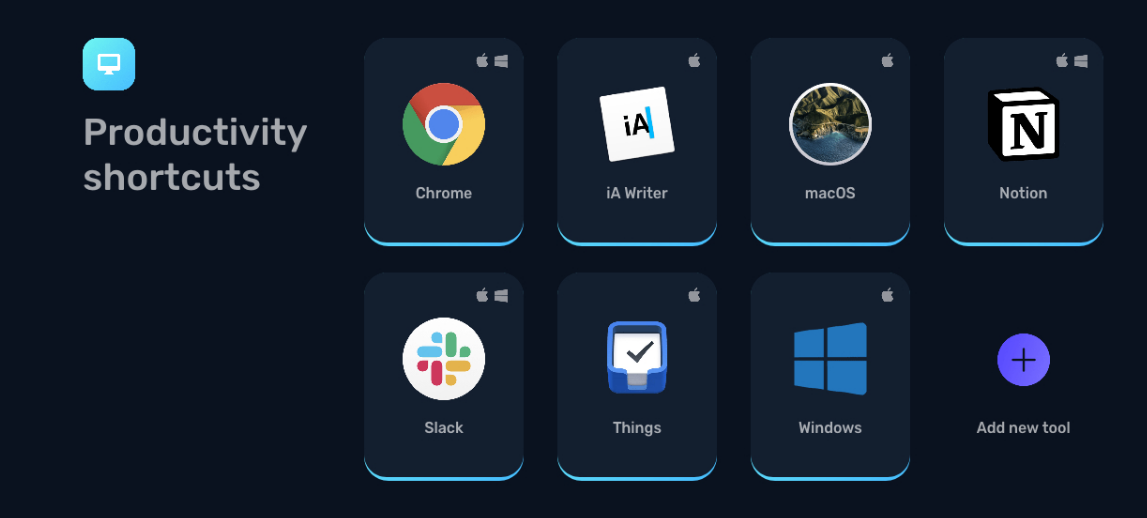 Productivity
shortcuts
iA
N
Chrome
iA Writer
macOS
Notion
Slack
Things
Windows
Add new tool